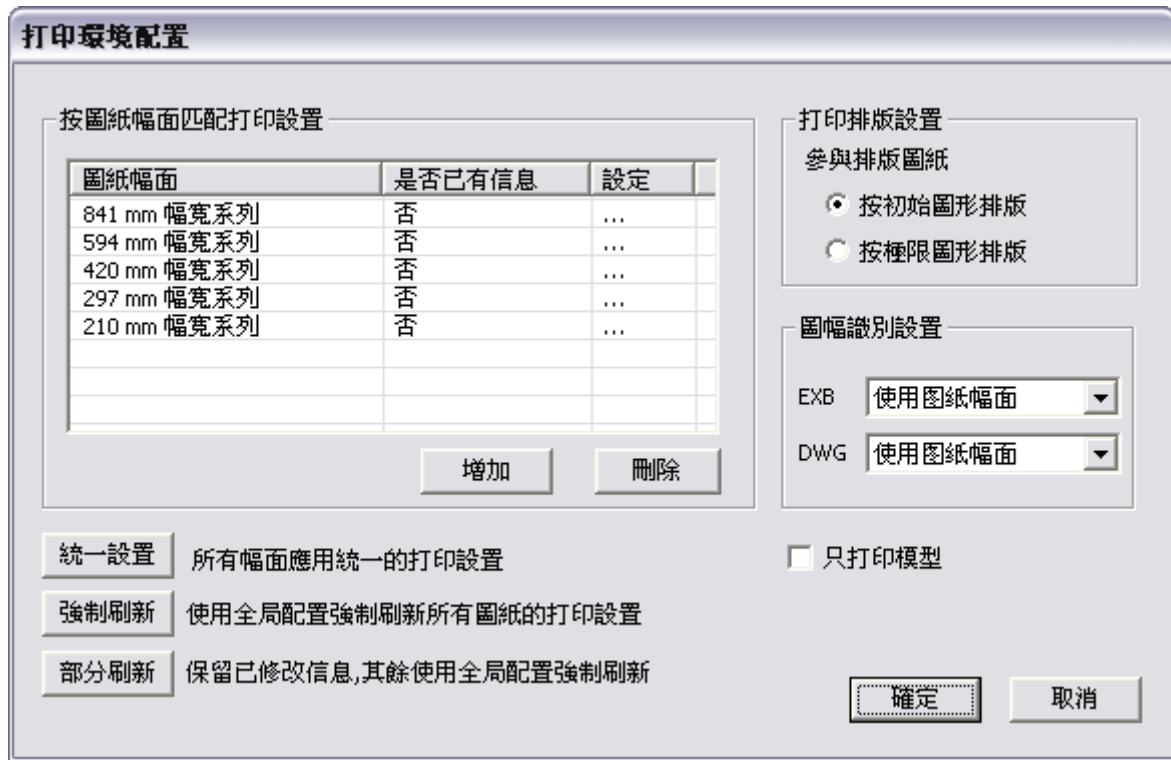 打印環境配置
按圖紙幅面匹配打印設置
圖紙幅面 是否已有信息 設定
841 mm 幅寬系列 否 ...
594 mm 幅寬系列 否 ...
420 mm 幅寬系列 否 ...
297 mm 幅寬系列 否 ...
210 mm 幅寬系列 否 ...
增加 刪除
統一設置 所有幅面應用統一的打印設置
強制刷新 使用全局配置強制刷新所有圖紙的打印設置
部分刷新 保留已修改信息,其餘使用全局配置強制刷新
打印排版設置
參與排版圖紙
按初始圖形排版
按極限圖形排版
圖幅識別設置
EXB 使用图紙幅面
DWG 使用图紙幅面
只打印模型
確定 取消